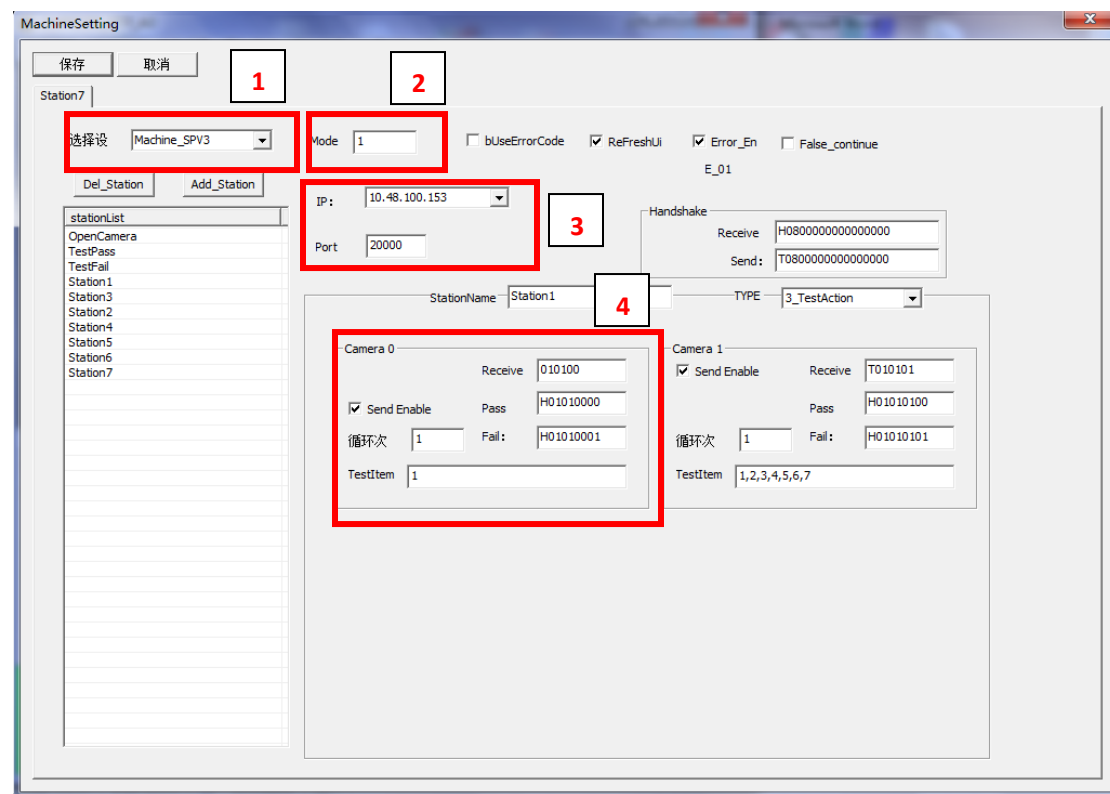 MachineSetting
保存 取消
1 2
Station7
选择设 Machine_SPV3 Mode 1 bUseErrorCode ReFreshUi Error_En False_continue
E_01
Del_Station Add_Station
IP: 10.48.100.153
3
Port 20000
Handshake
Receive H0800000000000000
Send: T0800000000000000
stationList
OpenCamera
TestPass
TestFail
Station1
Station3
Station2
Station4
Station5
Station6
Station7
StationName Station1 4 TYPE 3_TestAction
Camera 0
Receive 010100
Send Enable Pass H01010000
循环次 1 Fail: H01010001
TestItem 1
Camera 1
Send Enable Receive T010101
Pass H01010100
循环次 1 Fail: H01010101
TestItem 1,2,3,4,5,6,7